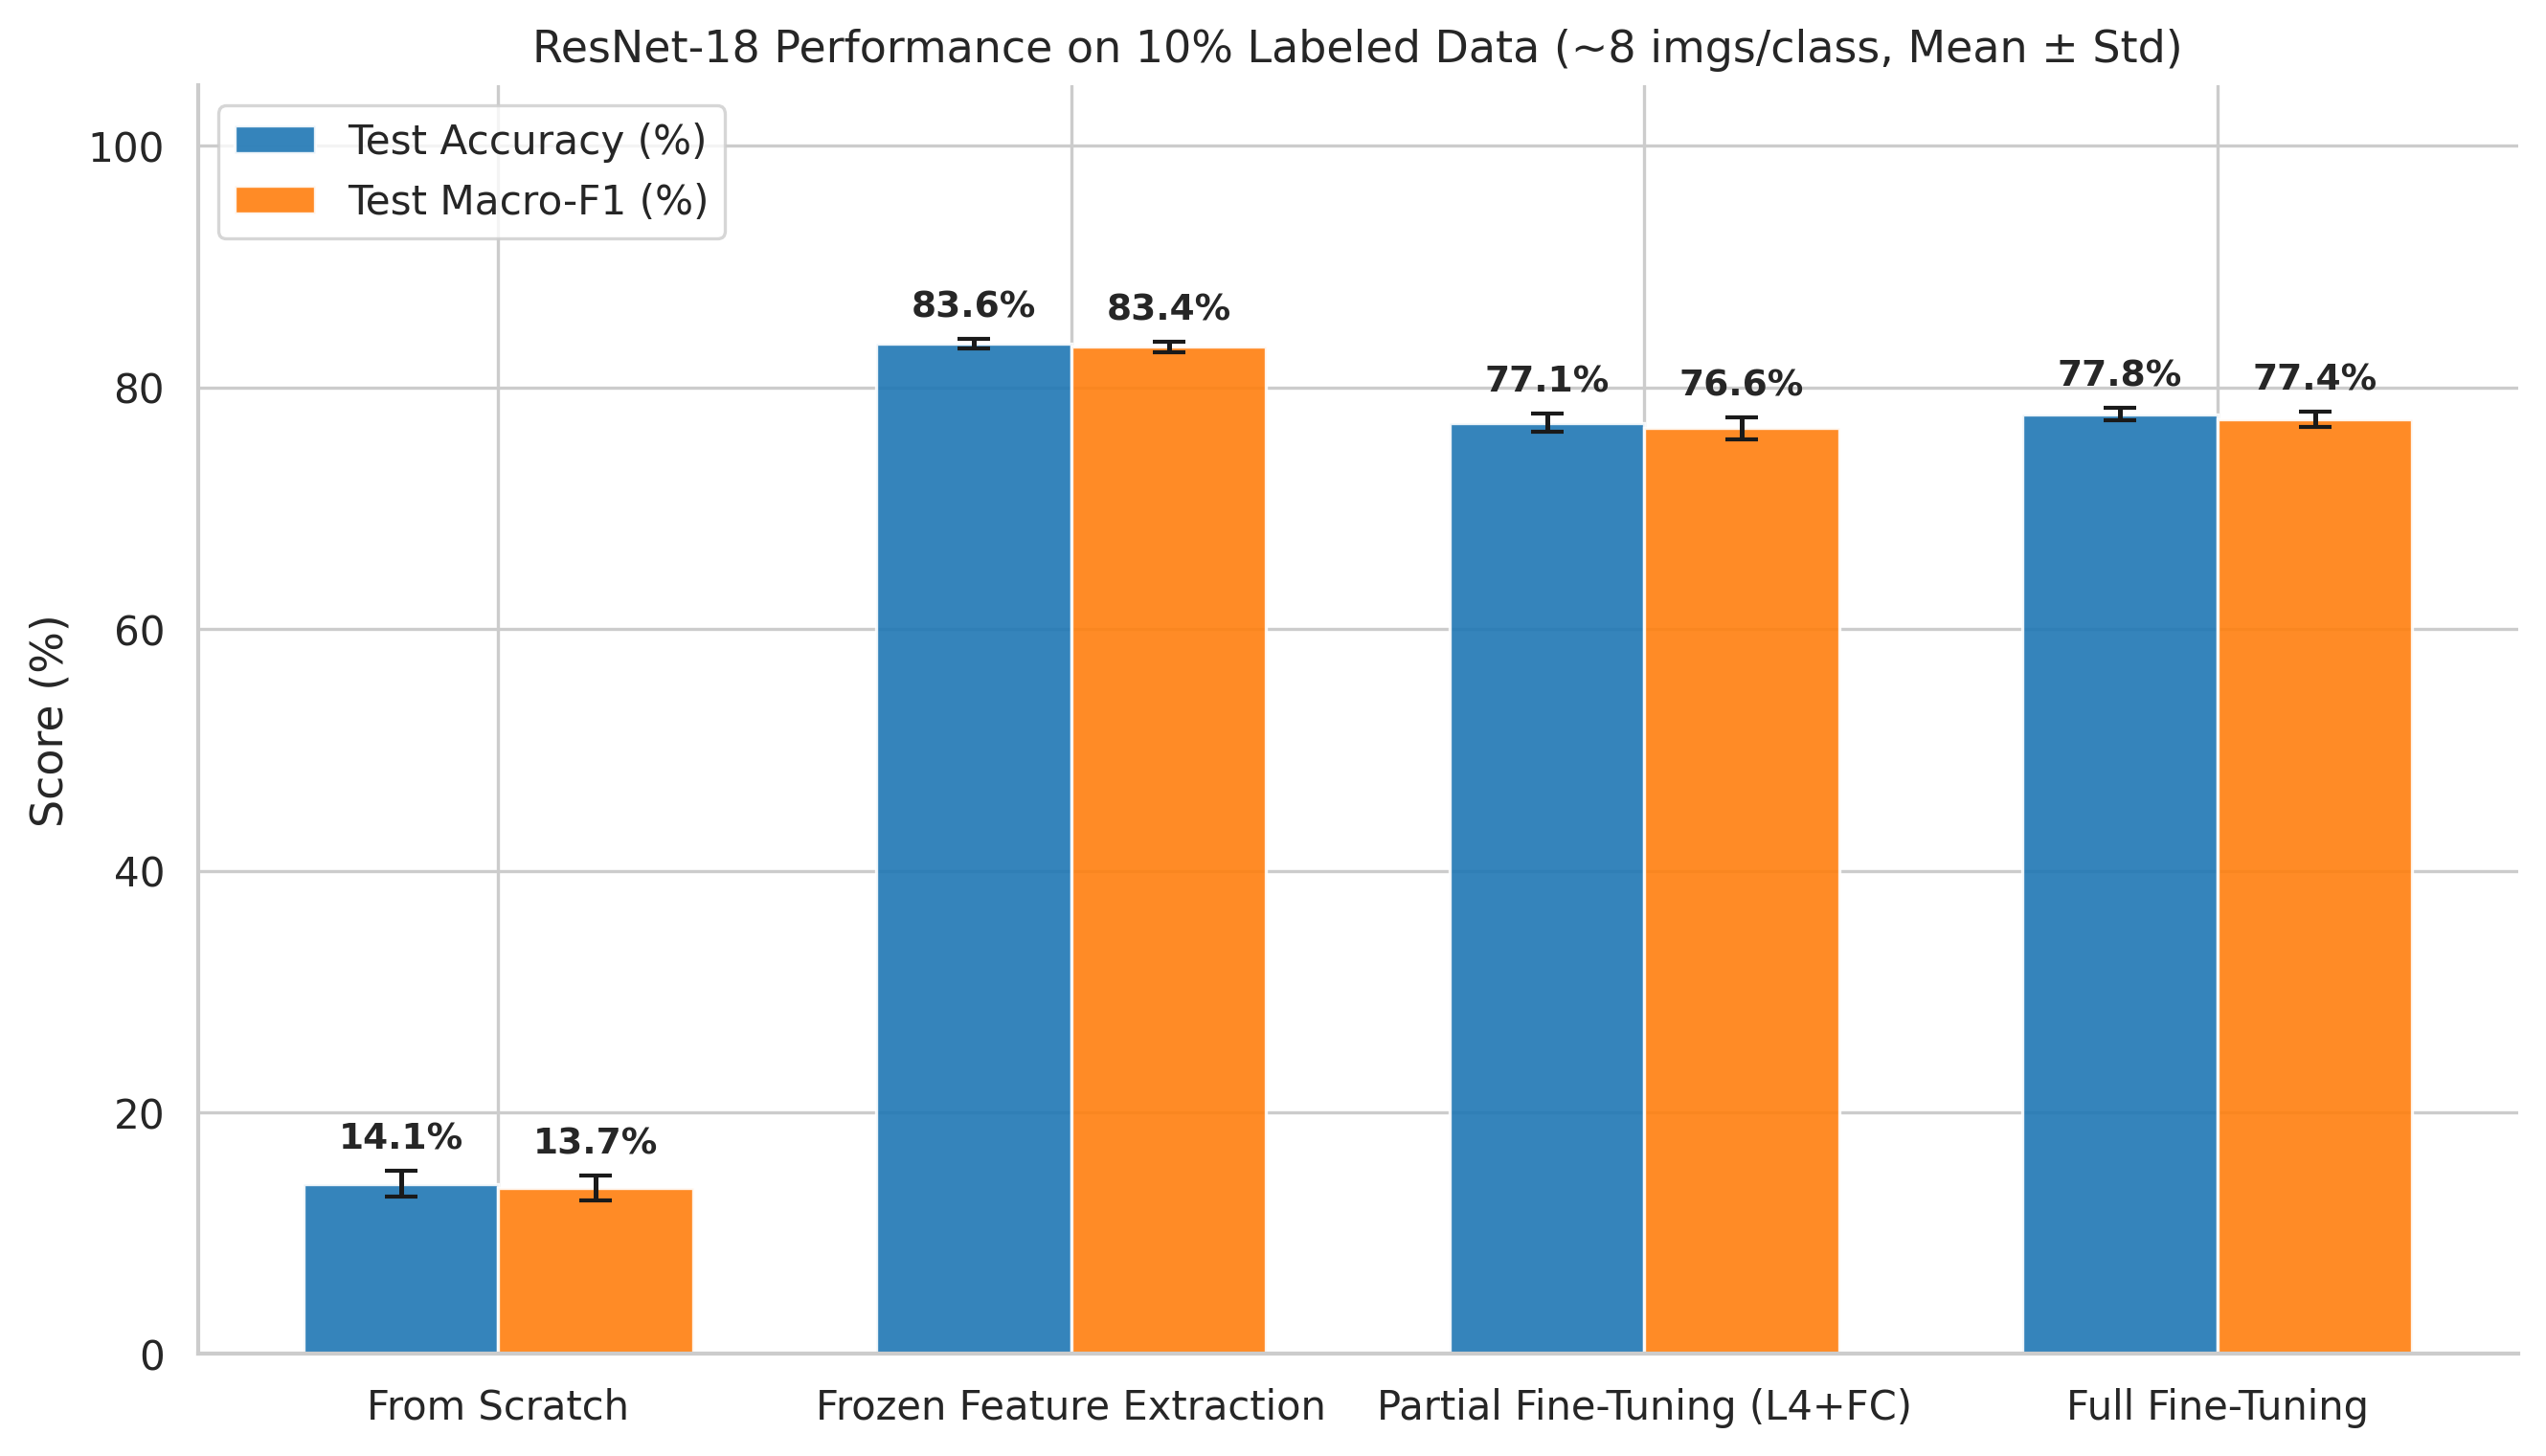 ResNet-18 Performance on 10% Labeled Data (~8 imgs/class, Mean ± Std)
Test Accuracy (%)
Test Macro-F1 (%)
Score (%)
100
80
60
40
20
0
14.1%
13.7%
83.6%
83.4%
77.1%
76.6%
77.8%
77.4%
From Scratch
Frozen Feature Extraction
Partial Fine-Tuning (L4+FC)
Full Fine-Tuning